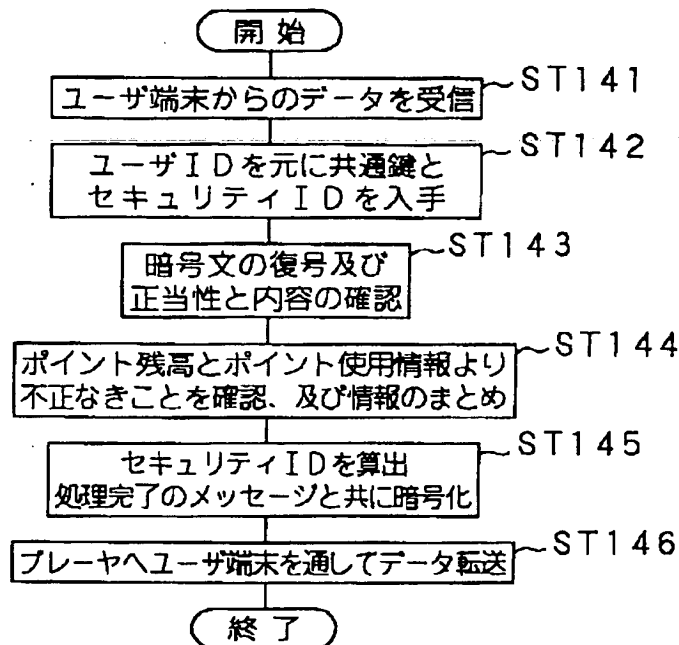 開始
ユーザ端末からのデータを受信
ST141
ユーザIDを元に共通鍵と
セキュリティIDを入手
ST142
暗号文の復号及び
正当性と内容の確認
ST143
ポイント残高とポイント使用情報より
不正なきことを確認、及び情報のまとめ
ST144
セキュリティIDを算出
処理完了のメッセージと共に暗号化
ST145
プレーヤへユーザ端末を通してデータ転送
ST146
終了